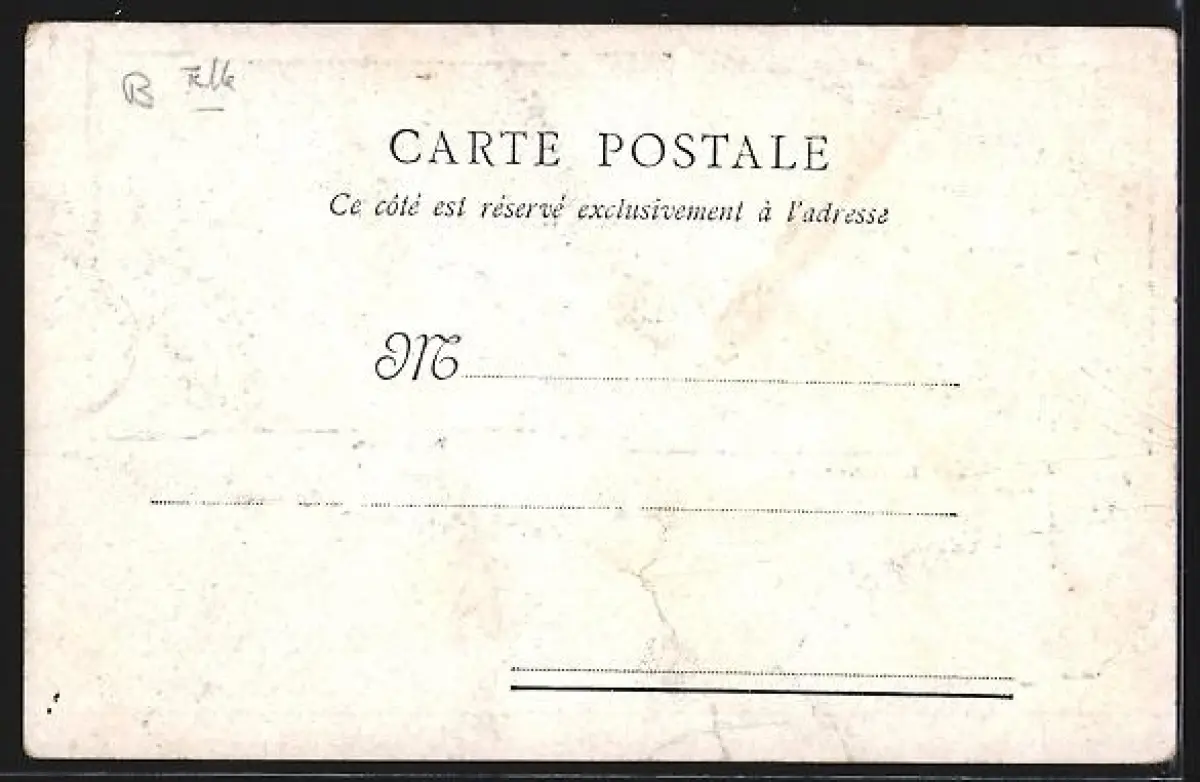 B
CARTE POSTALE
Ce côté est réservé exclusivement à l'adresse
M